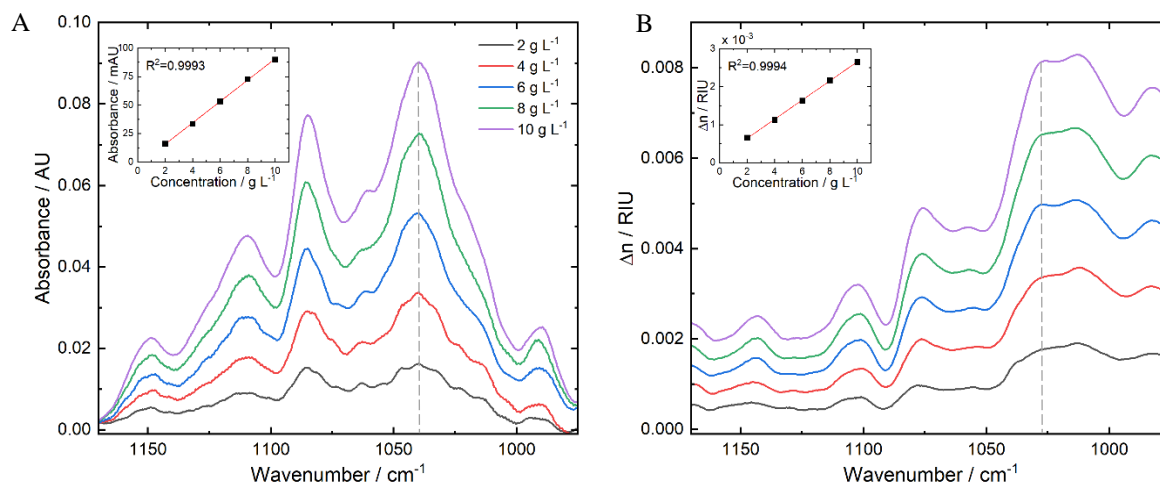 A
0.10
0.08
0.06
0.04
0.02
0.00
Absorbance / AU
1150
1100
1050
1000
Wavenumber / cm⁻¹
100
75
50
25
0
Absorbance / mAU
R²=0.9993
0 2 4 6 8 10
Concentration / g L⁻¹
2 g L⁻¹
4 g L⁻¹
6 g L⁻¹
8 g L⁻¹
10 g L⁻¹
B
0.008
0.006
0.004
0.002
0.000
Δn / RIU
1150
1100
1050
1000
Wavenumber / cm⁻¹
x 10⁻³
3
2
1
0
Δn / RIU
R²=0.9994
0 2 4 6 8 10
Concentration / g L⁻¹